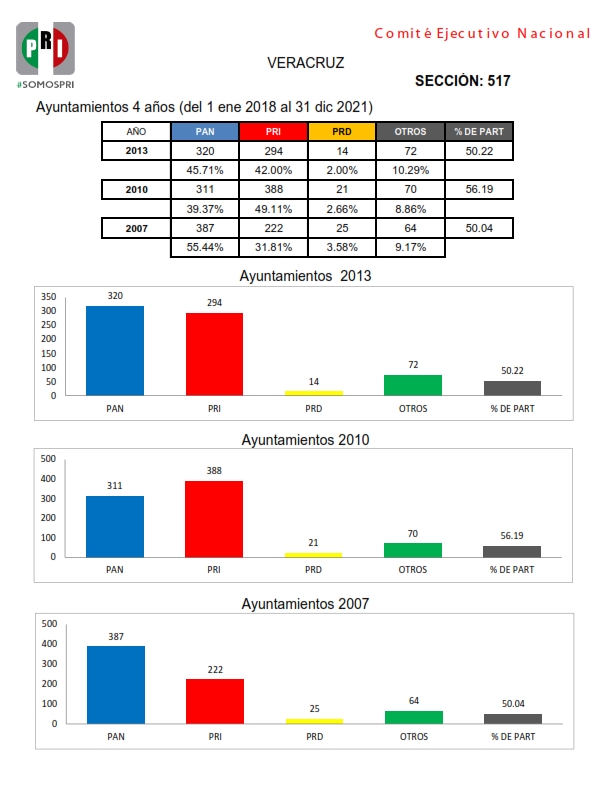 Comité Ejecutivo Nacional
PRI
#SOMOSPRI
VERACRUZ
SECCIÓN: 517
Ayuntamientos 4 años (del 1 ene 2018 al 31 dic 2021)
AÑO PAN PRI PRD OTROS % DE PART
2013 320 294 14 72 50.22
45.71% 42.00% 2.00% 10.29%
2010 311 388 21 70 56.19
39.37% 49.11% 2.66% 8.86%
2007 387 222 25 64 50.04
55.44% 31.81% 3.58% 9.17%
Ayuntamientos 2013
350
300
250
200
150
100
50
0
320 294 14 72 50.22
PAN PRI PRD OTROS % DE PART
Ayuntamientos 2010
500
400
300
200
100
0
311 388 21 70 56.19
PAN PRI PRD OTROS % DE PART
Ayuntamientos 2007
500
400
300
200
100
0
387 222 25 64 50.04
PAN PRI PRD OTROS % DE PART